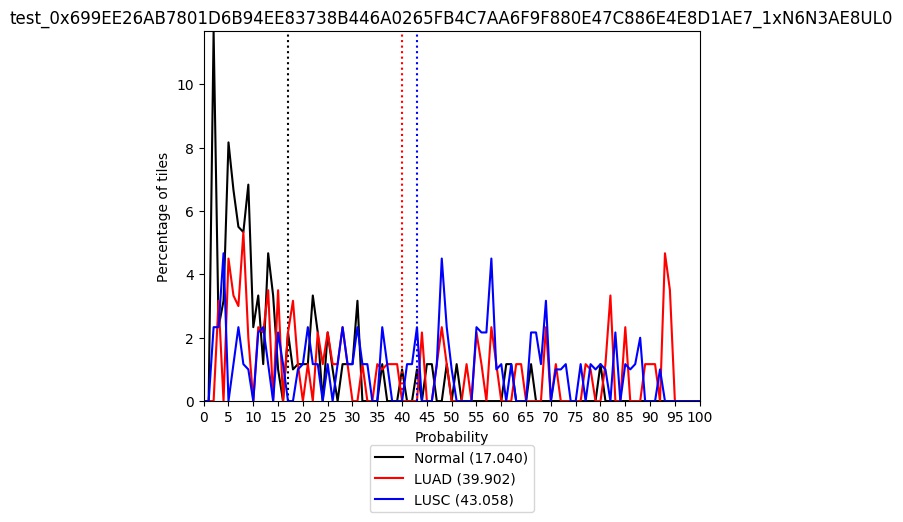 test_0x699EE26AB7801D6B94EE83738B446A0265FB4C7AA6F9F880E47C886E4E8D1AE7_1xN6N3AE8UL0
10
8
6
4
2
0
Percentage of tiles
0 5 10 15 20 25 30 35 40 45 50 55 60 65 70 75 80 85 90 95 100
Probability
Normal (17.040)
LUAD (39.902)
LUSC (43.058)